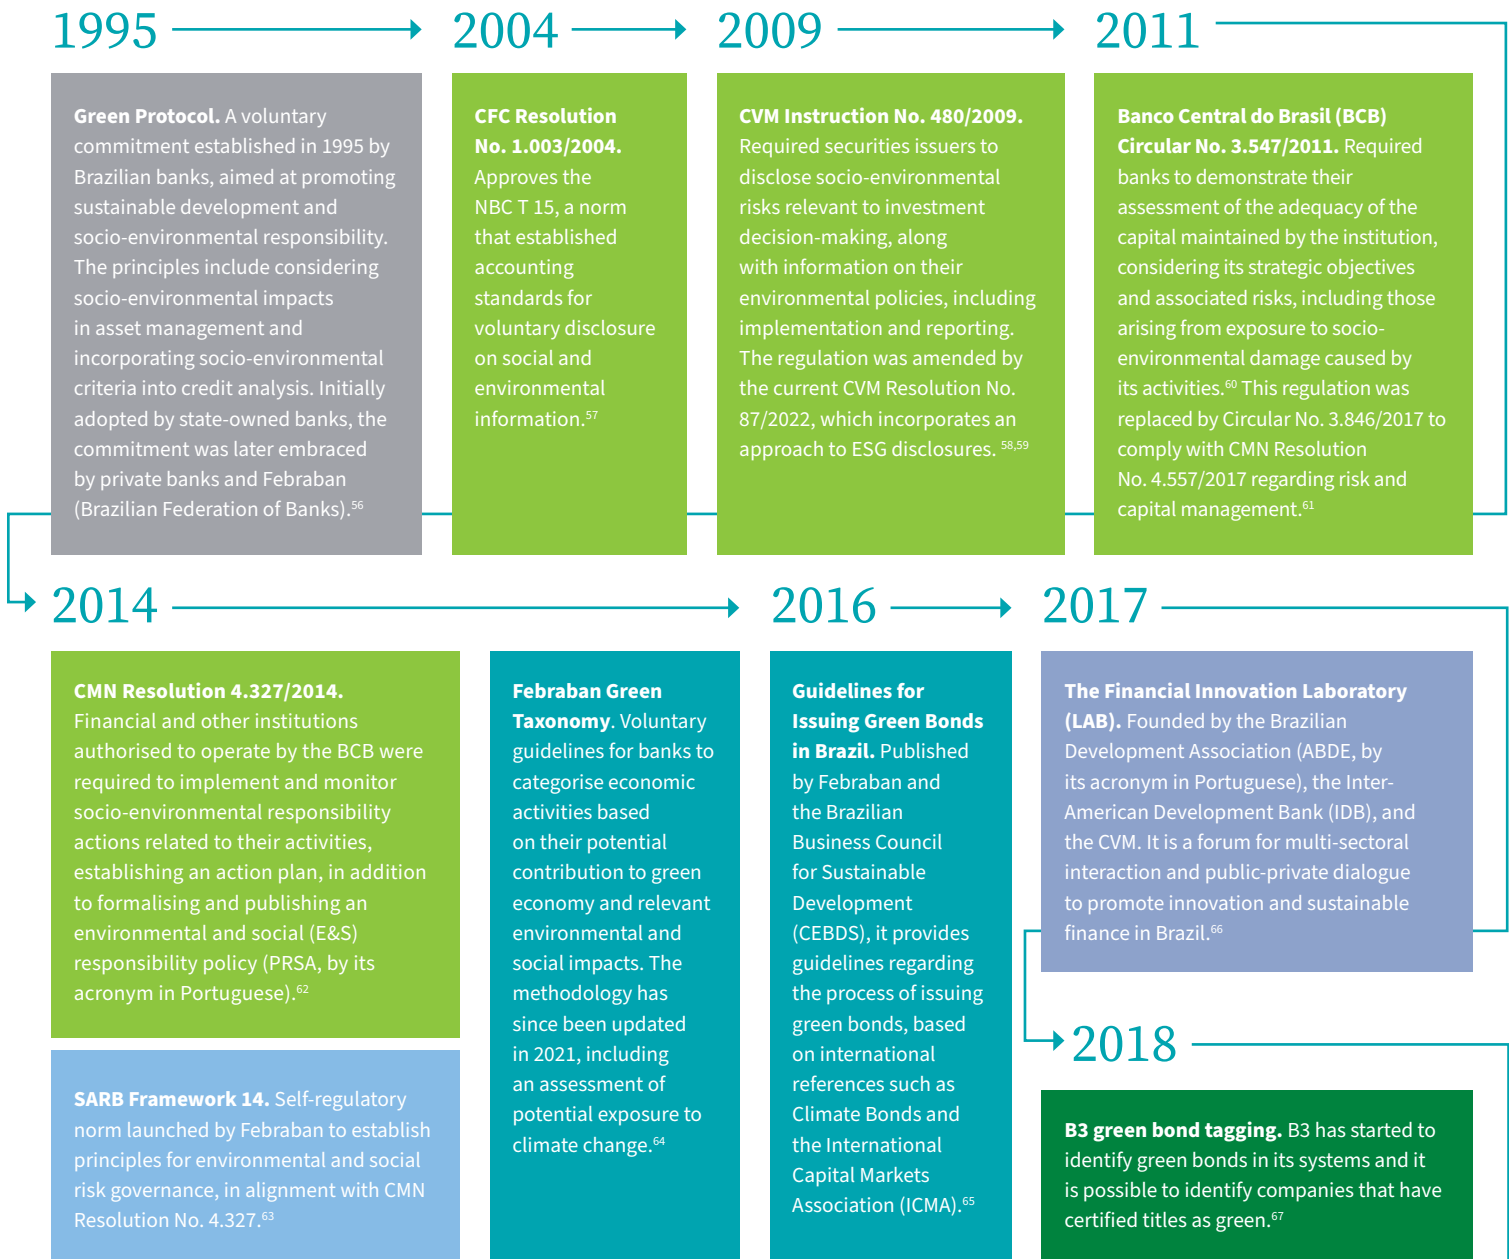 1995
Green Protocol. A voluntary
commitment established in 1995 by
Brazilian banks, aimed at promoting
sustainable development and
socio-environmental responsibility.
The principles include considering
socio-environmental impacts
in asset management and
incorporating socio-environmental
criteria into credit analysis. Initially
adopted by state-owned banks, the
commitment was later embraced
by private banks and Febraban
(Brazilian Federation of Banks).56
2004
CFC Resolution
No. 1.003/2004.
Approves the
NBC T 15, a norm
that established
accounting
standards for
voluntary disclosure
on social and
environmental
information.57
2009
CVM Instruction No. 480/2009.
Required securities issuers to
disclose socio-environmental
risks relevant to investment
decision-making, along
with information on their
environmental policies, including
implementation and reporting.
The regulation was amended by
the current CVM Resolution No.
87/2022, which incorporates an
approach to ESG disclosures. 58,59
2011
Banco Central do Brasil (BCB)
Circular No. 3.547/2011. Required
banks to demonstrate their
assessment of the adequacy of the
capital maintained by the institution,
considering its strategic objectives
and associated risks, including those
arising from exposure to socio-
environmental damage caused by
its activities.60 This regulation was
replaced by Circular No. 3.846/2017 to
comply with CMN Resolution
No. 4.557/2017 regarding risk and
capital management.61
2014
CMN Resolution 4.327/2014.
Financial and other institutions
authorised to operate by the BCB were
required to implement and monitor
socio-environmental responsibility
actions related to their activities,
establishing an action plan, in addition
to formalising and publishing an
environmental and social (E&S)
responsibility policy (PRSA, by its
acronym in Portuguese).62
SARB Framework 14. Self-regulatory
norm launched by Febraban to establish
principles for environmental and social
risk governance, in alignment with CMN
Resolution No. 4.327.63
Febraban Green
Taxonomy. Voluntary
guidelines for banks to
categorise economic
activities based
on their potential
contribution to green
economy and relevant
environmental and
social impacts. The
methodology has
since been updated
in 2021, including
an assessment of
potential exposure to
climate change.64
2016
Guidelines for
Issuing Green Bonds
in Brazil. Published
by Febraban and
the Brazilian
Business Council
for Sustainable
Development
(CEBDS), it provides
guidelines regarding
the process of issuing
green bonds, based
on international
references such as
Climate Bonds and
the International
Capital Markets
Association (ICMA).65
2017
The Financial Innovation Laboratory
(LAB). Founded by the Brazilian
Development Association (ABDE, by
its acronym in Portuguese), the Inter-
American Development Bank (IDB), and
the CVM. It is a forum for multi-sectoral
interaction and public-private dialogue
to promote innovation and sustainable
finance in Brazil.66
2018
B3 green bond tagging. B3 has started to
identify green bonds in its systems and it
is possible to identify companies that have
certified titles as green.67